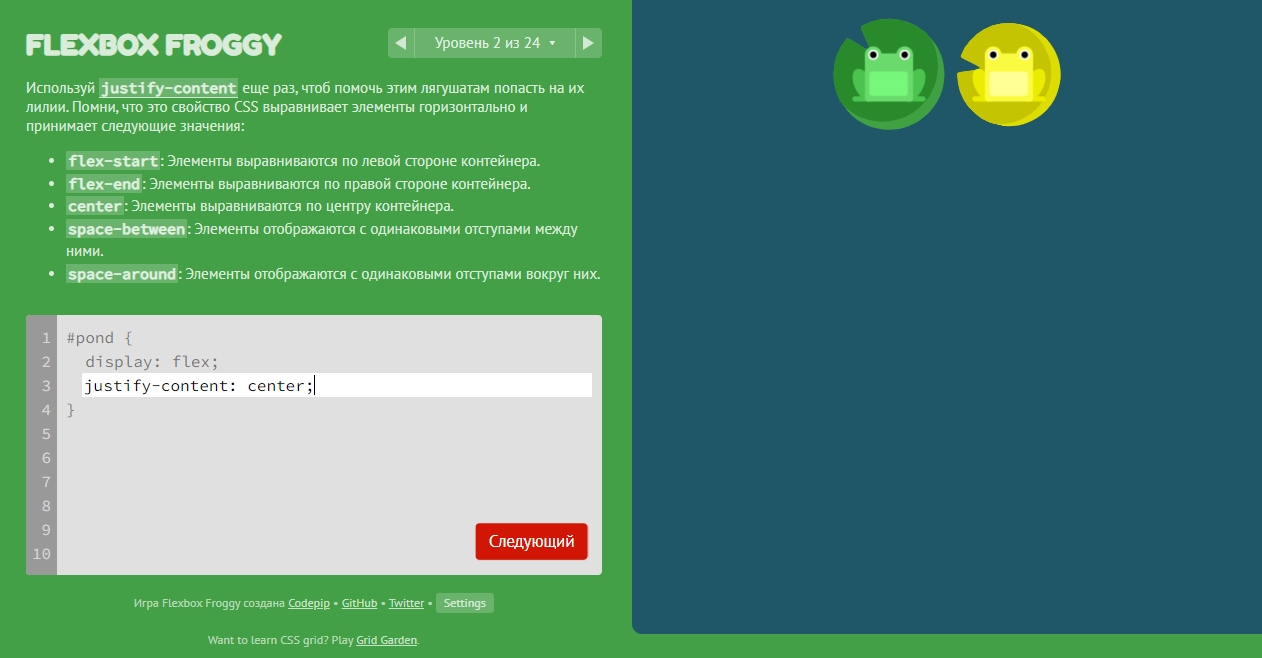 FLEXBOX FROGGY
Уровень 2 из 24
Используй justify-content еще раз, чтоб помочь этим лягушатам попасть на их
лилии. Помни, что это свойство CSS выравнивает элементы горизонтально и
принимает следующие значения:
• flex-start: Элементы выравниваются по левой стороне контейнера.
• flex-end: Элементы выравниваются по правой стороне контейнера.
• center: Элементы выравниваются по центру контейнера.
• space-between: Элементы отображаются с одинаковыми отступами между
ними.
• space-around: Элементы отображаются с одинаковыми отступами вокруг них.
1 #pond {
2 display: flex;
3 justify-content: center;
4 }
5
6
7
8
9
10
Следующий
Игра Flexbox Froggy создана Codepip • GitHub • Twitter • Settings
Want to learn CSS grid? Play Grid Garden.